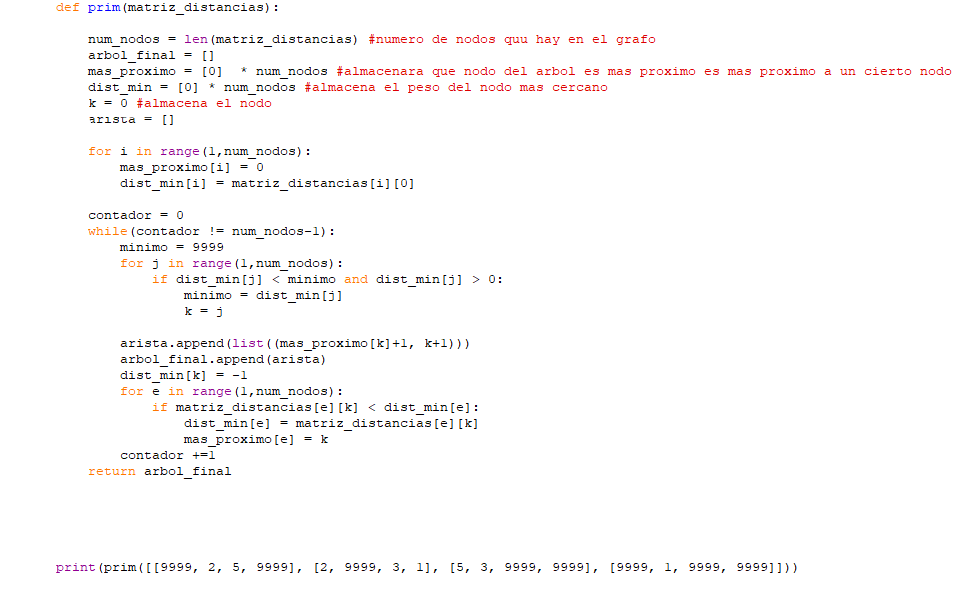 def prim(matriz_distancias):
num_nodos = len(matriz_distancias) #numero de nodos quu hay en el grafo
arbol_final = []
mas_proximo = [0]  * num_nodos #almacenara que nodo del arbol es mas proximo es mas proximo a un cierto nodo
dist_min = [0] * num_nodos #almacena el peso del nodo mas cercano
k = 0 #almacena el nodo
arista = []
for i in range(1,num_nodos):
mas_proximo[i] = 0
dist_min[i] = matriz_distancias[i][0]
contador = 0
while(contador != num_nodos-1):
minimo = 9999
for j in range(1,num_nodos):
if dist_min[j] < minimo and dist_min[j] > 0:
minimo = dist_min[j]
k = j
arista.append(list((mas_proximo[k]+1, k+1)))
arbol_final.append(arista)
dist_min[k] = -1
for e in range(1,num_nodos):
if matriz_distancias[e][k] < dist_min[e]:
dist_min[e] = matriz_distancias[e][k]
mas_proximo[e] = k
contador +=1
return arbol_final
print(prim([[9999, 2, 5, 9999], [2, 9999, 3, 1], [5, 3, 9999, 9999], [9999, 1, 9999, 9999]]))